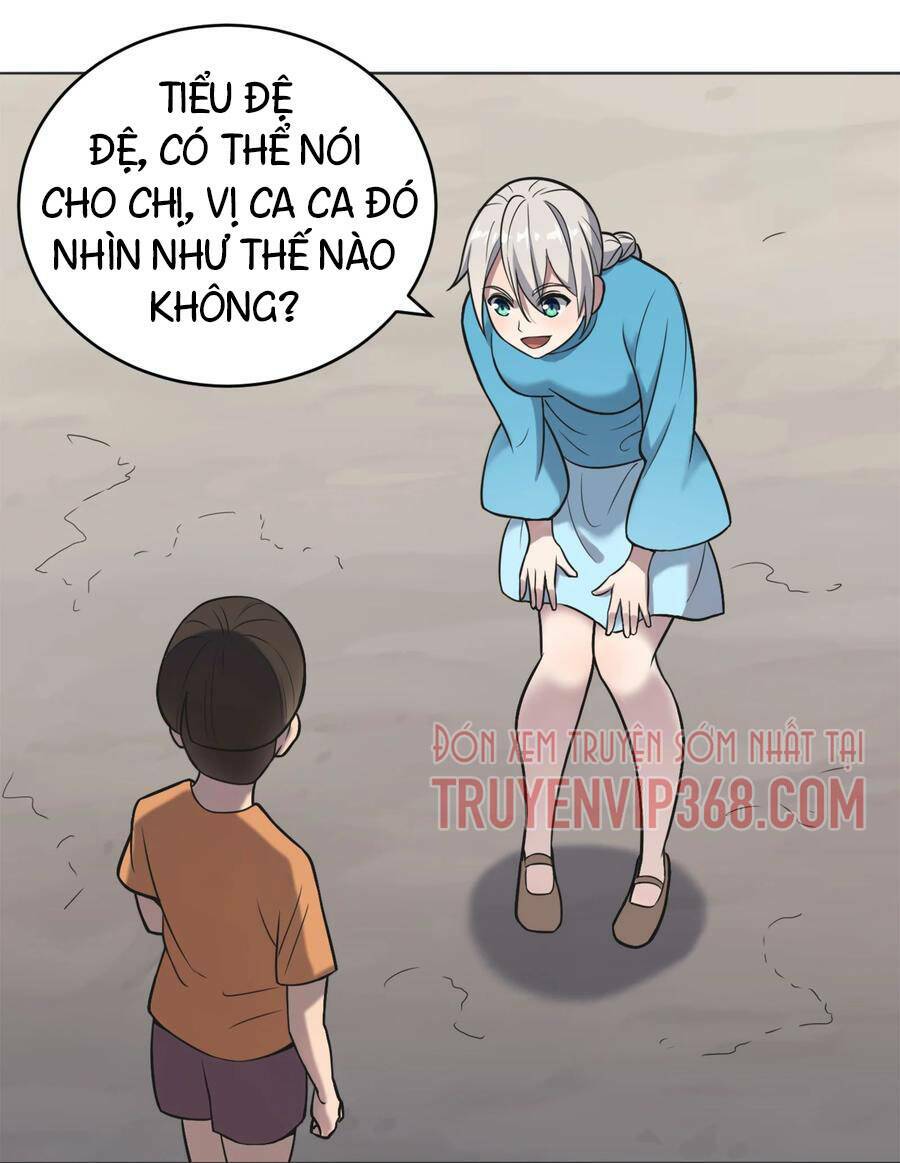 TIỂU ĐỆ
ĐỆ, CÓ THỂ NÓI
CHO CHỊ, VỊ CA CA ĐÓ
NHÌN NHƯ THẾ NÀO
KHÔNG?
ĐÓN XEM TRUYỆN SỚM NHẤT TẠI
TRUYENVIP368.COM